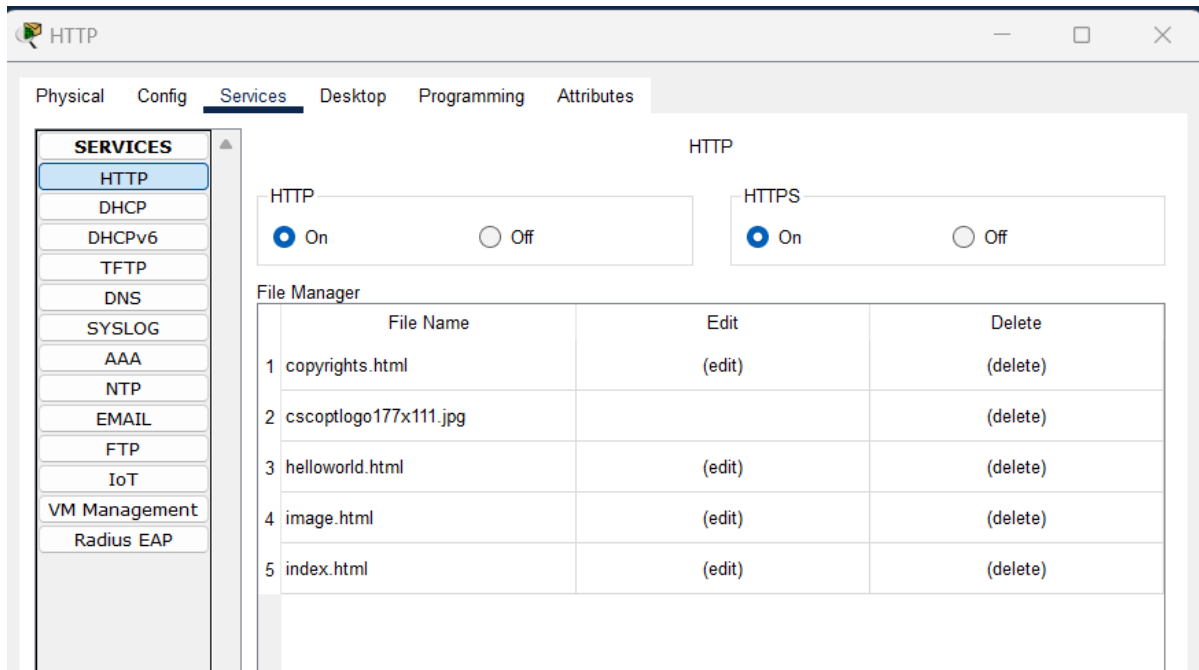 HTTP
Physical Config Services Desktop Programming Attributes
SERVICES
HTTP
DHCP
DHCPv6
TFTP
DNS
SYSLOG
AAA
NTP
EMAIL
FTP
IoT
VM Management
Radius EAP
HTTP
HTTP
On Off
HTTPS
On Off
File Manager
File Name Edit Delete
1 copyrights.html (edit) (delete)
2 cscoptlogo177x111.jpg (delete)
3 helloworld.html (edit) (delete)
4 image.html (edit) (delete)
5 index.html (edit) (delete)